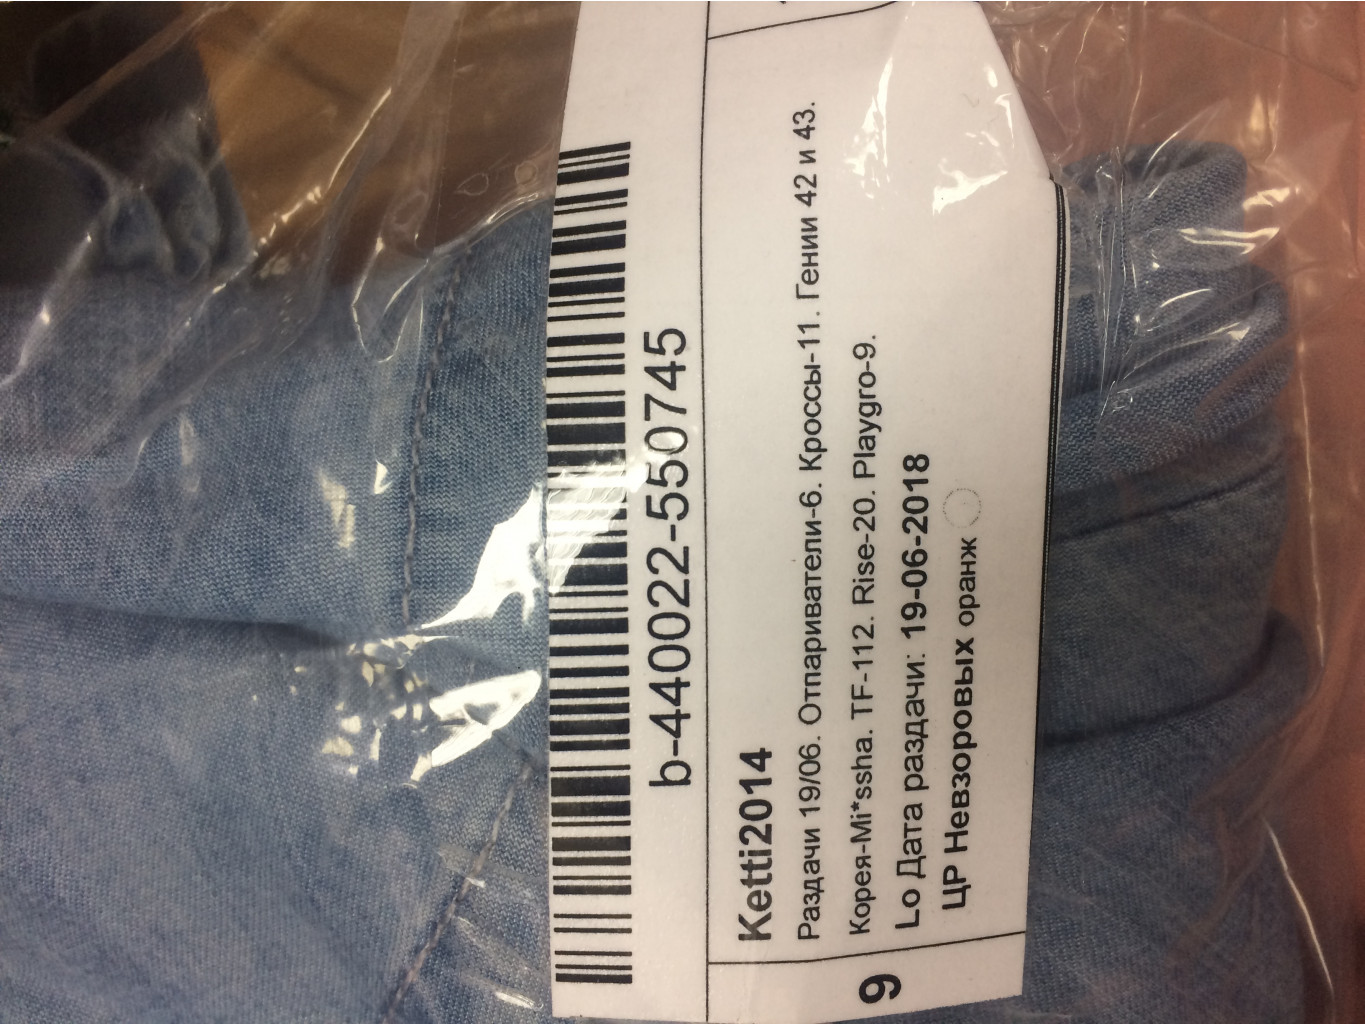 b-440022-550745
Ketti2014
Раздачи 19/06. Отпариватели-6. Кроссы-11. Гении 42 и 43.
Корея-Mi*ssha. TF-112. Rise-20. Playgro-9.
Lo Дата раздачи: 19-06-2018
ЦР Невзоровых оранж
9